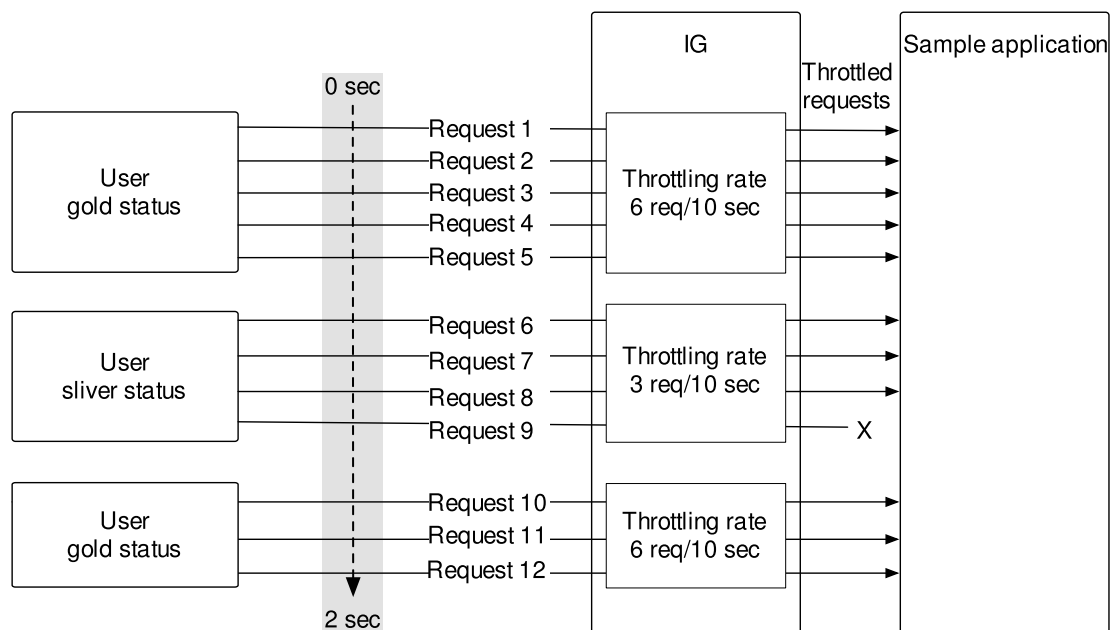 IG
Sample application
Throttled
requests
0 sec
User
gold status
Request 1
Request 2
Request 3
Request 4
Request 5
Throttling rate
6 req/10 sec
User
sliver status
Request 6
Request 7
Request 8
Request 9
Throttling rate
3 req/10 sec
X
User
gold status
Request 10
Request 11
Request 12
Throttling rate
6 req/10 sec
2 sec